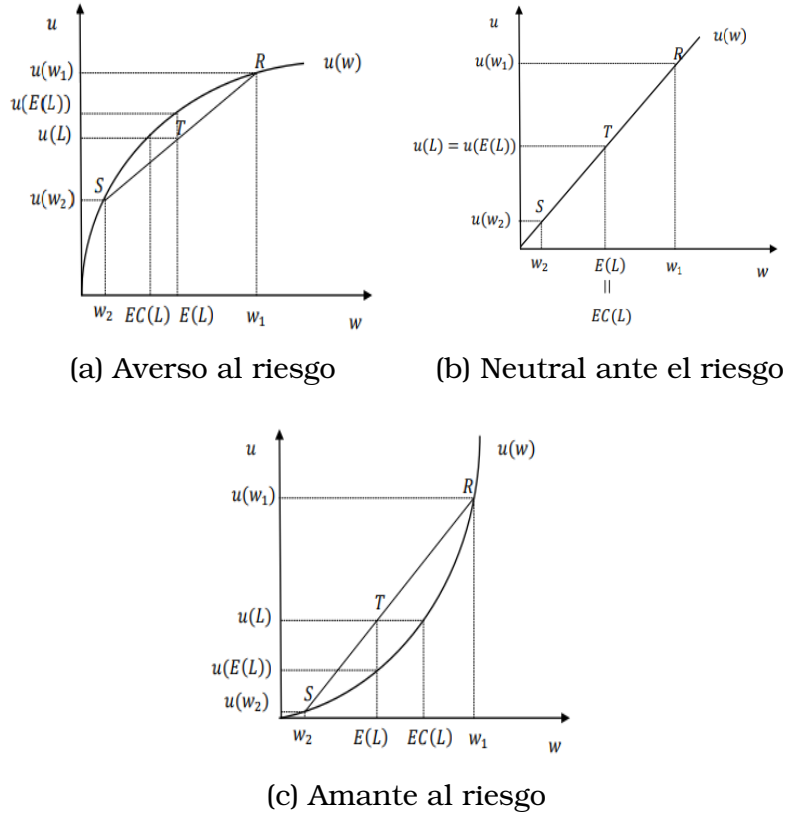 u
R
u(w)
u(w₁)
u(E(L))
u(L)
T
S
u(w₂)
w₂ EC(L) E(L) w₁ w
(a) Averso al riesgo
u
u(w)
R
u(w₁)
T
u(L) = u(E(L))
S
u(w₂)
w₂ E(L) w₁ w
=
EC(L)
(b) Neutral ante el riesgo
u
u(w)
R
u(w₁)
T
u(L)
u(E(L))
S
u(w₂)
w₂ E(L) EC(L) w₁ w
(c) Amante al riesgo